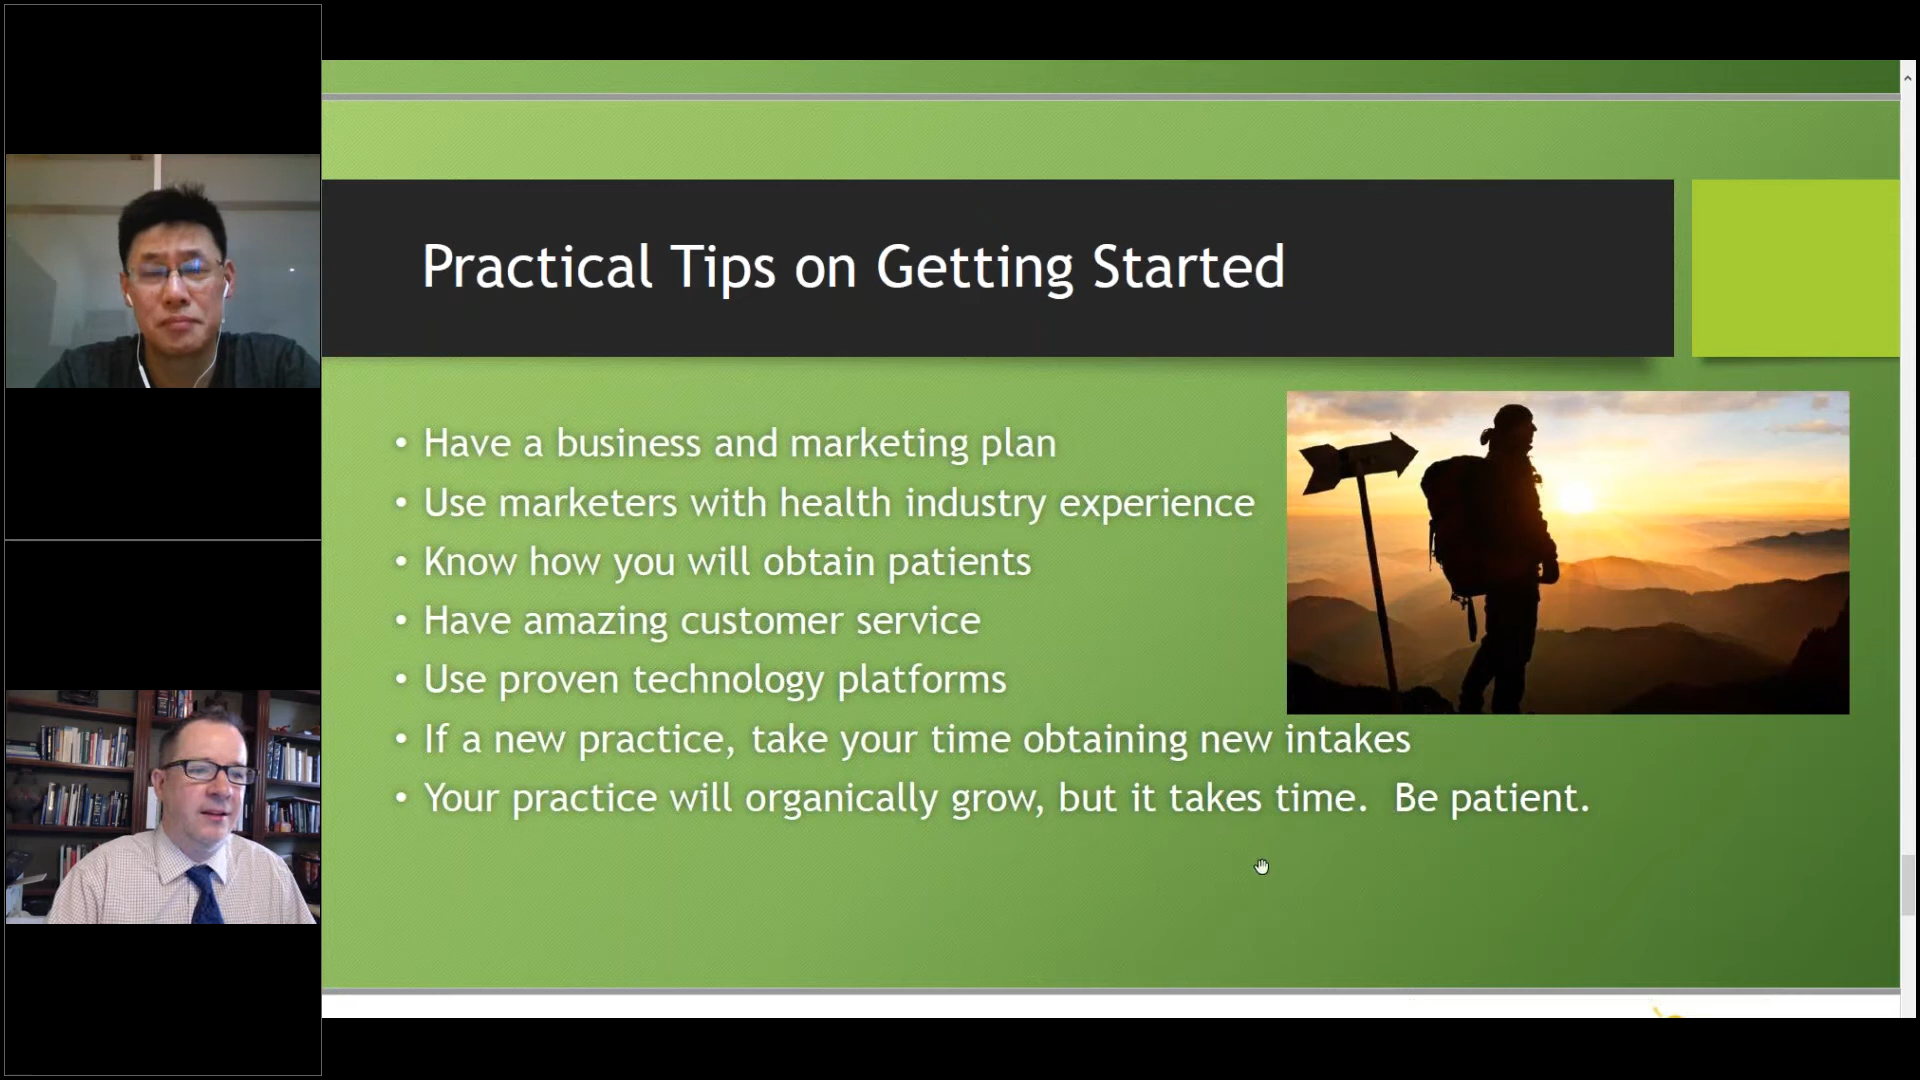 Practical Tips on Getting Started
• Have a business and marketing plan
• Use marketers with health industry experience
• Know how you will obtain patients
• Have amazing customer service
• Use proven technology platforms
• If a new practice, take your time obtaining new intakes
• Your practice will organically grow, but it takes time.  Be patient.